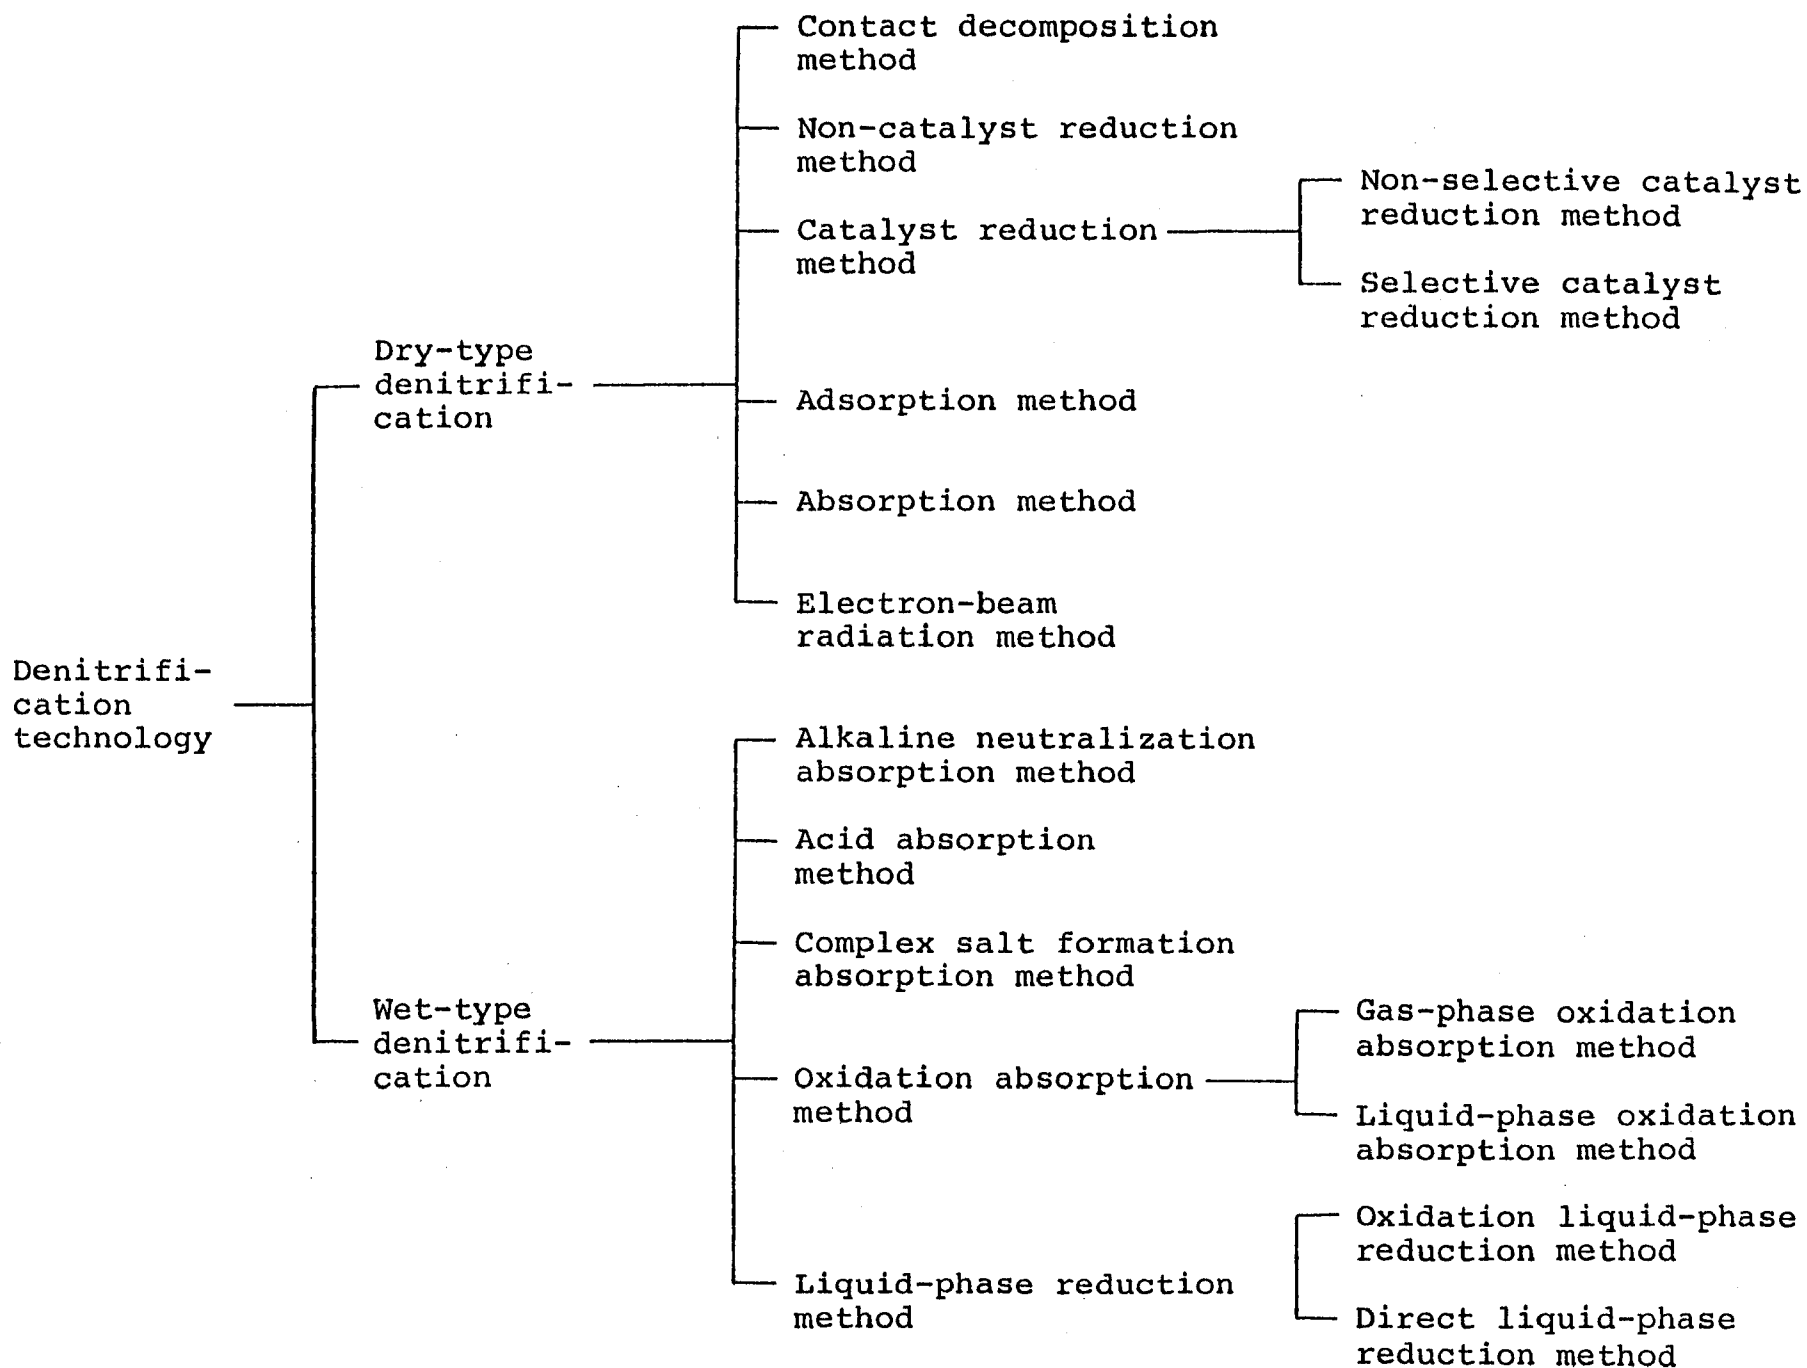 Contact decomposition
method
Non-catalyst reduction
method
Catalyst reduction
method
Non-selective catalyst
reduction method
Selective catalyst
reduction method
Dry-type
denitrifi-
cation
Adsorption method
Absorption method
Electron-beam
radiation method
Denitrifi-
cation
technology
Alkaline neutralization
absorption method
Acid absorption
method
Complex salt formation
absorption method
Wet-type
denitrifi-
cation
Oxidation absorption
method
Gas-phase oxidation
absorption method
Liquid-phase oxidation
absorption method
Liquid-phase reduction
method
Oxidation liquid-phase
reduction method
Direct liquid-phase
reduction method